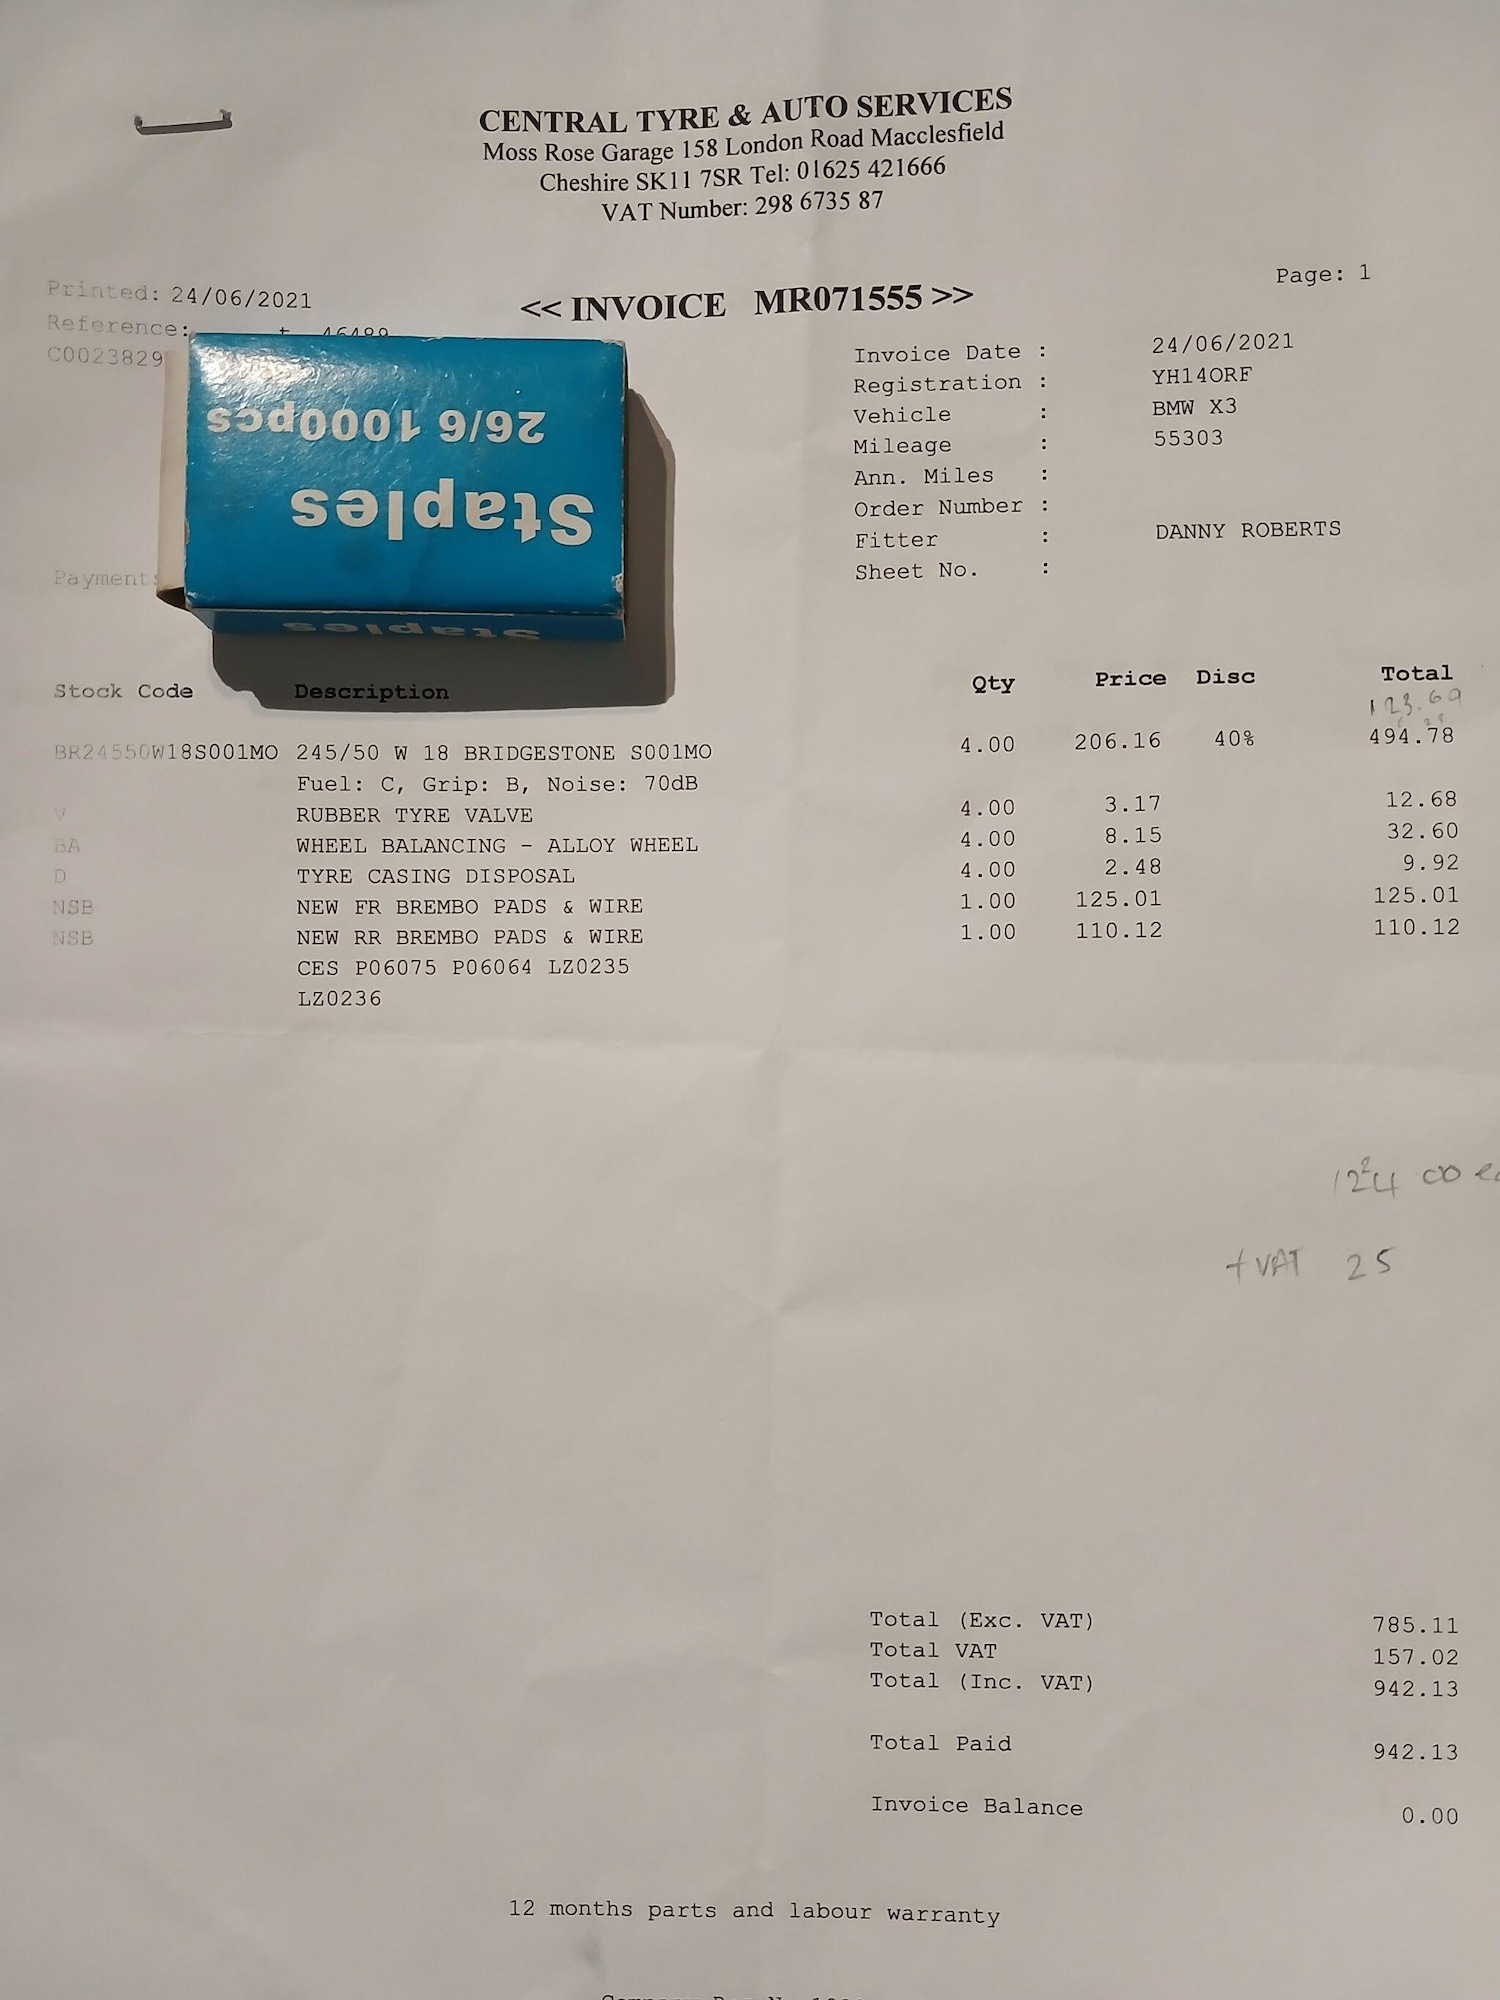 CENTRAL TYRE & AUTO SERVICES
Moss Rose Garage 158 London Road Macclesfield
Cheshire SK11 7SR Tel: 01625 421666
VAT Number: 298 6735 87
Page: 1
Printed: 24/06/2021
<< INVOICE MR071555 >>
Reference: 46489
C0023829
Invoice Date : 24/06/2021
Registration : YH14ORF
Vehicle : BMW X3
Mileage : 55303
Ann. Miles :
Order Number :
Fitter : DANNY ROBERTS
Sheet No. :
Staples
26/6 1000pcs
Staples
Payment:
Stock Code Description Qty Price Disc Total
123.69
BR24550W18S001MO 245/50 W 18 BRIDGESTONE S001MO 4.00 206.16 40% 494.78
Fuel: C, Grip: B, Noise: 70dB
V RUBBER TYRE VALVE 4.00 3.17 12.68
BA WHEEL BALANCING - ALLOY WHEEL 4.00 8.15 32.60
D TYRE CASING DISPOSAL 4.00 2.48 9.92
NSB NEW FR BREMBO PADS & WIRE 1.00 125.01 125.01
NSB NEW RR BREMBO PADS & WIRE 1.00 110.12 110.12
CES P06075 P06064 LZ0235
LZ0236
124 00
+ VAT 25
Total (Exc. VAT) 785.11
Total VAT 157.02
Total (Inc. VAT) 942.13
Total Paid 942.13
Invoice Balance 0.00
12 months parts and labour warranty